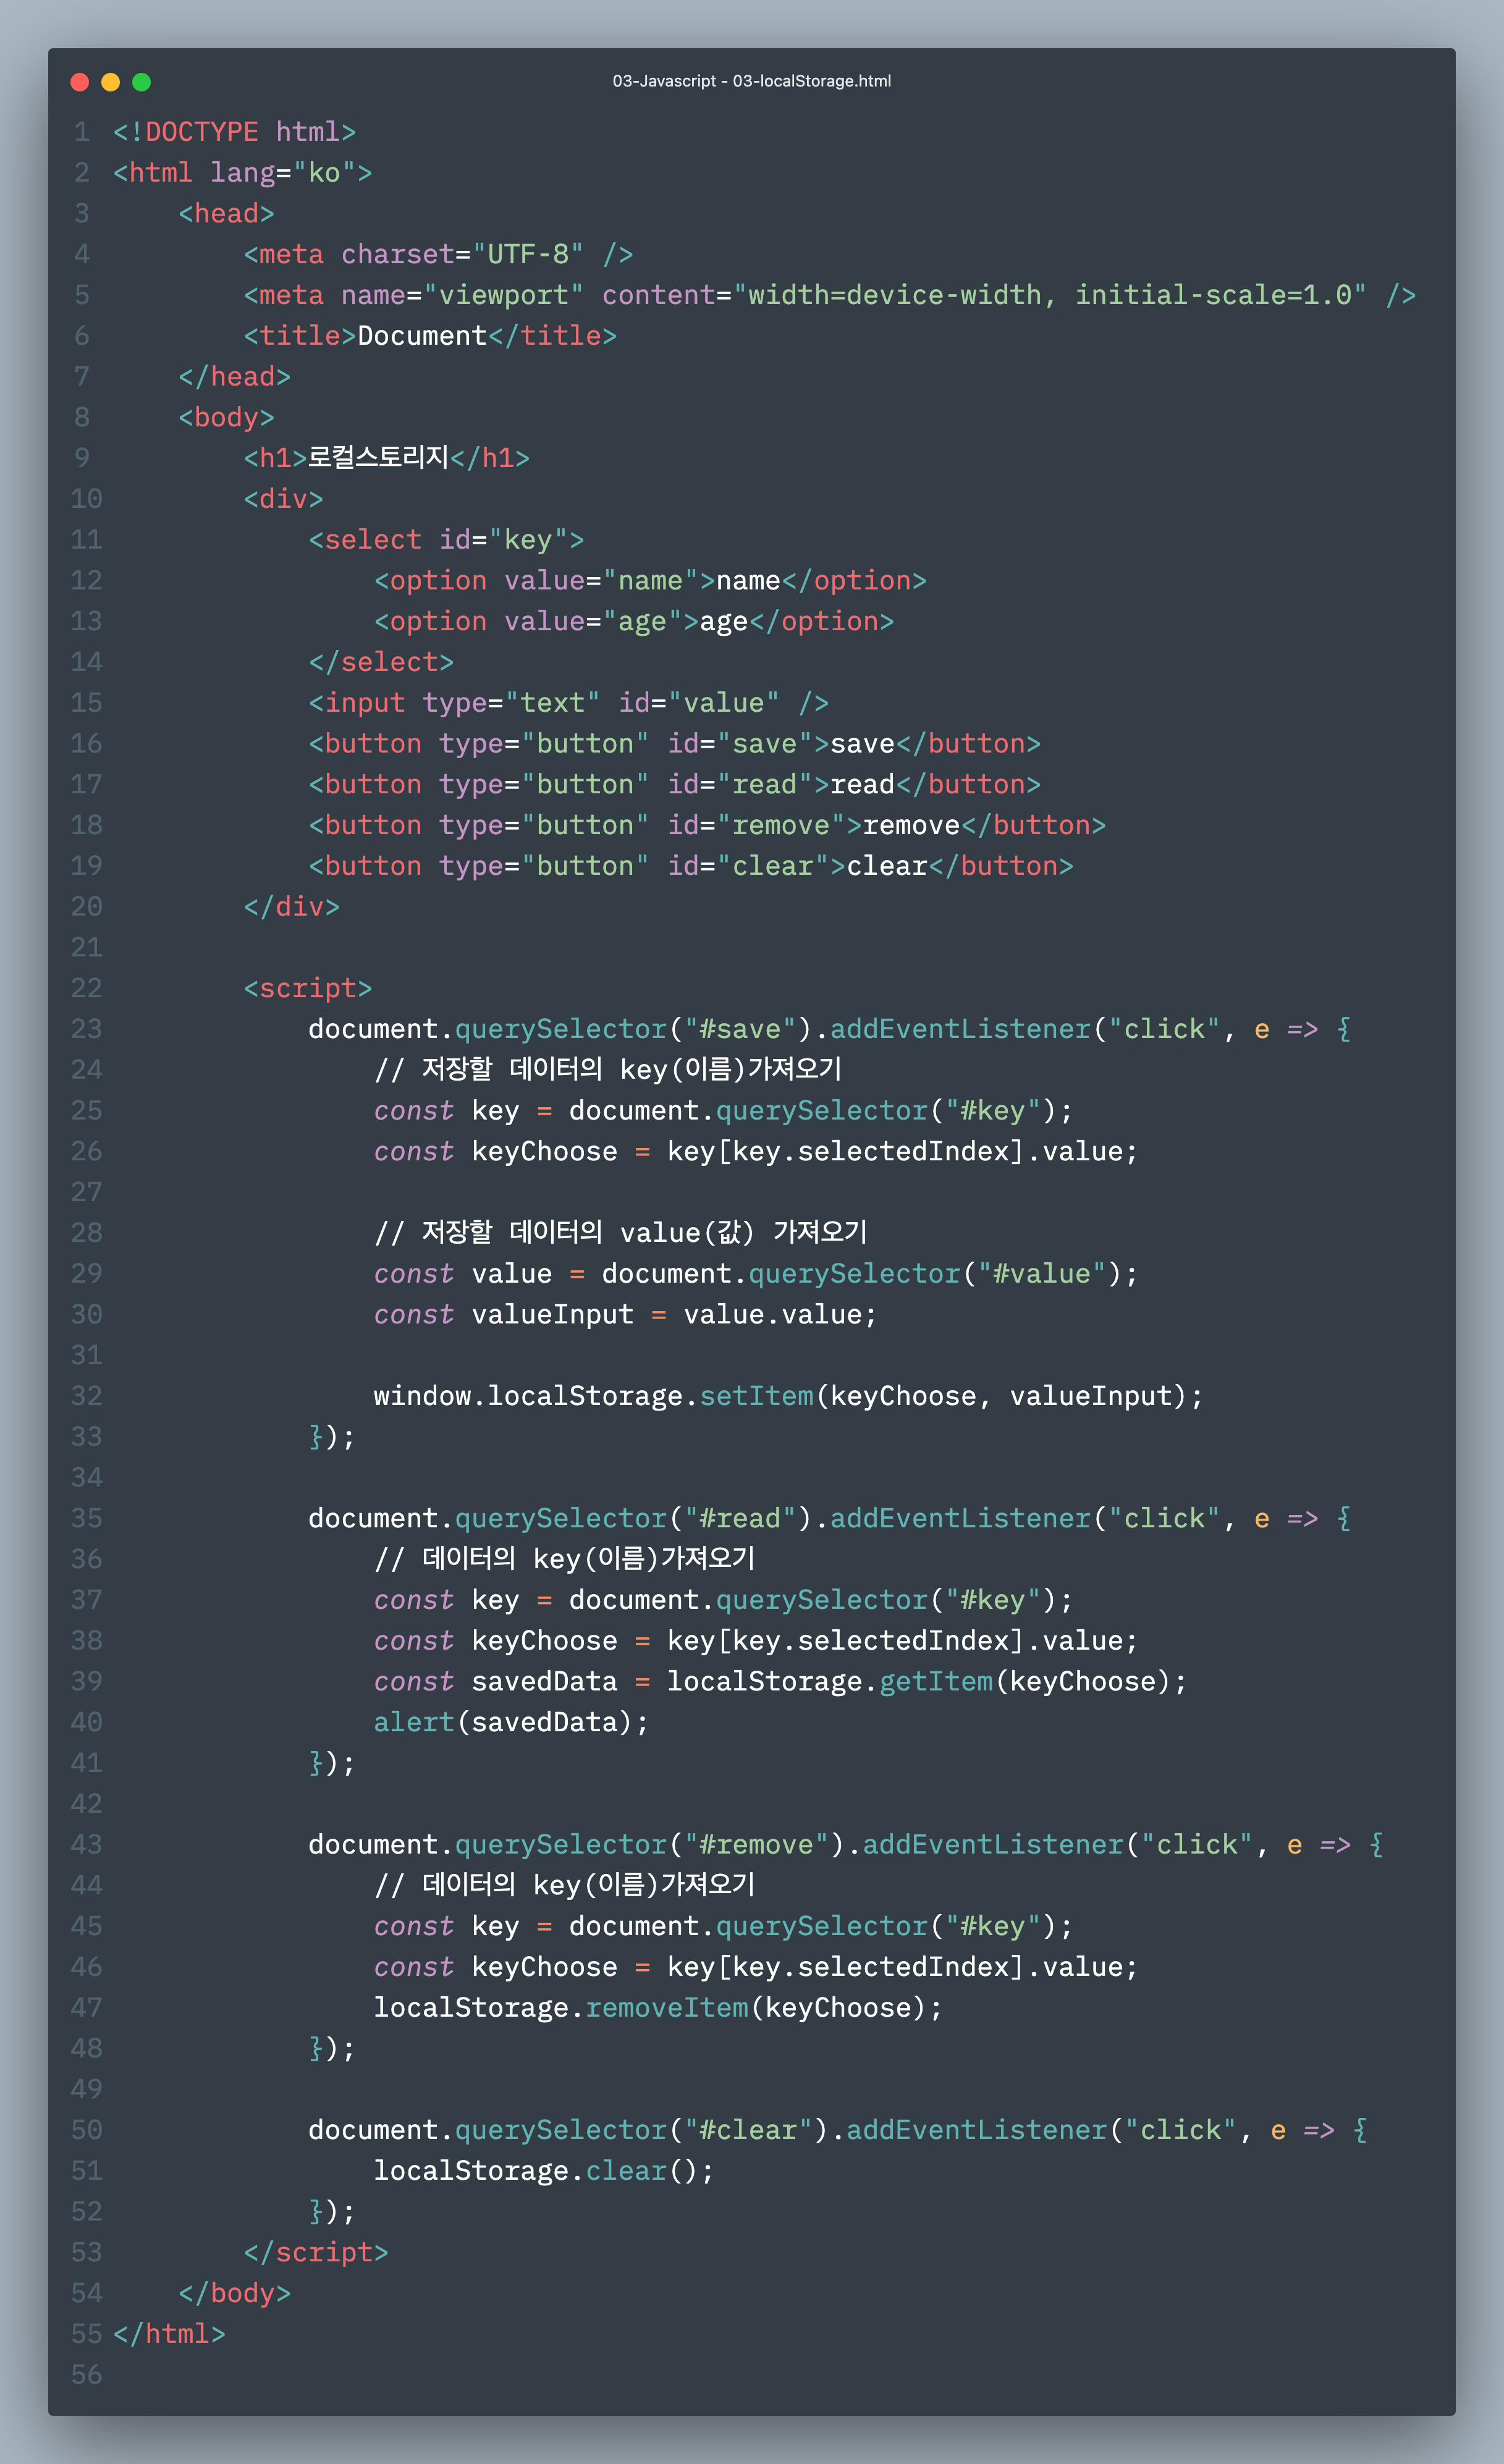 03-Javascript - 03-localStorage.html
1 <!DOCTYPE html>
2 <html lang="ko">
3     <head>
4         <meta charset="UTF-8" />
5         <meta name="viewport" content="width=device-width, initial-scale=1.0" />
6         <title>Document</title>
7     </head>
8     <body>
9         <h1>로컬스토리지</h1>
10         <div>
11             <select id="key">
12                 <option value="name">name</option>
13                 <option value="age">age</option>
14             </select>
15             <input type="text" id="value" />
16             <button type="button" id="save">save</button>
17             <button type="button" id="read">read</button>
18             <button type="button" id="remove">remove</button>
19             <button type="button" id="clear">clear</button>
20         </div>
21
22         <script>
23             document.querySelector("#save").addEventListener("click", e => {
24                 // 저장할 데이터의 key(이름)가져오기
25                 const key = document.querySelector("#key");
26                 const keyChoose = key[key.selectedIndex].value;
27
28                 // 저장할 데이터의 value(값) 가져오기
29                 const value = document.querySelector("#value");
30                 const valueInput = value.value;
31
32                 window.localStorage.setItem(keyChoose, valueInput);
33             });
34
35             document.querySelector("#read").addEventListener("click", e => {
36                 // 데이터의 key(이름)가져오기
37                 const key = document.querySelector("#key");
38                 const keyChoose = key[key.selectedIndex].value;
39                 const savedData = localStorage.getItem(keyChoose);
40                 alert(savedData);
41             });
42
43             document.querySelector("#remove").addEventListener("click", e => {
44                 // 데이터의 key(이름)가져오기
45                 const key = document.querySelector("#key");
46                 const keyChoose = key[key.selectedIndex].value;
47                 localStorage.removeItem(keyChoose);
48             });
49
50             document.querySelector("#clear").addEventListener("click", e => {
51                 localStorage.clear();
52             });
53         </script>
54     </body>
55 </html>
56